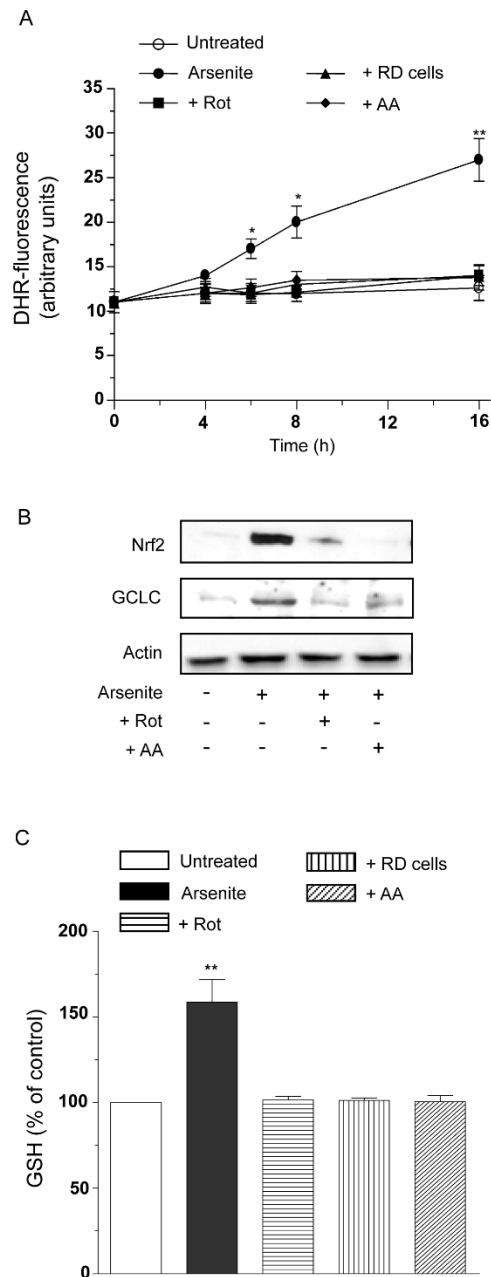 A
Untreated
Arsenite + RD cells
+ Rot + AA
DHR-fluorescence
(arbitrary units)
35
30
25
20
15
10
5
0
* * **
0 4 8 12 16
Time (h)
B
Nrf2
GCLC
Actin
Arsenite - + + +
+ Rot - - + -
+ AA - - - +
C
Untreated + RD cells
Arsenite + AA
+ Rot
GSH (% of control)
200
150
100
50
0
**